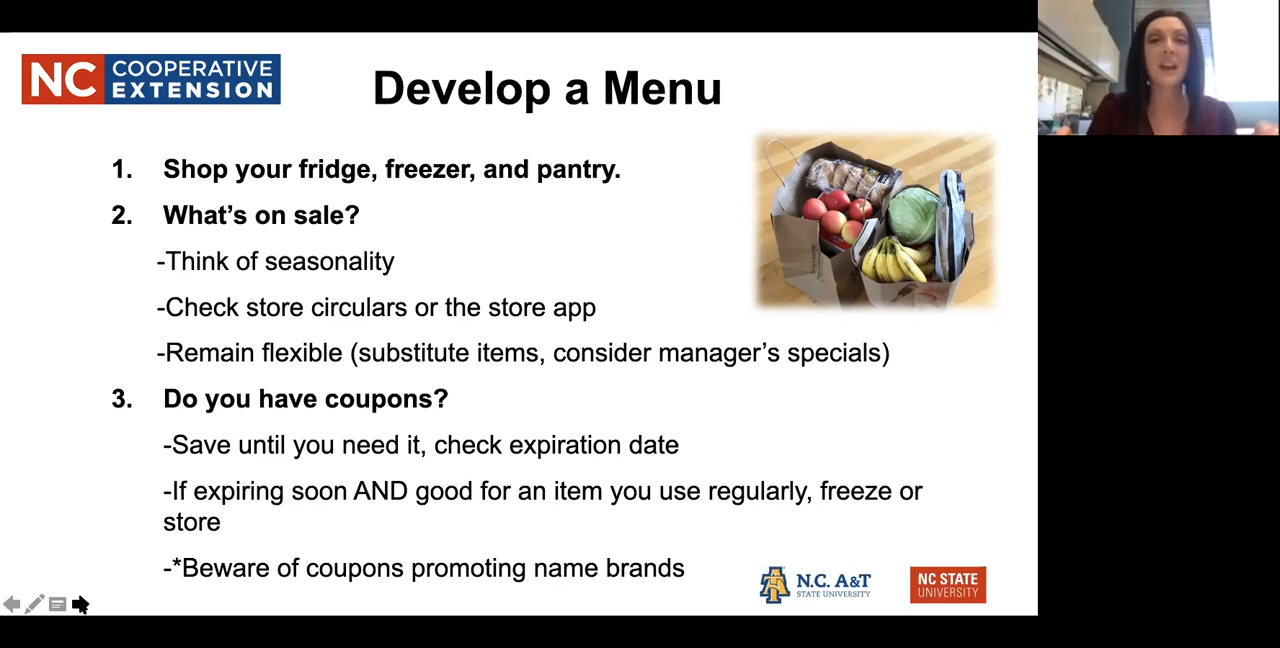 NC COOPERATIVE
EXTENSION
Develop a Menu
1. Shop your fridge, freezer, and pantry.
2. What’s on sale?
-Think of seasonality
-Check store circulars or the store app
-Remain flexible (substitute items, consider manager’s specials)
3. Do you have coupons?
-Save until you need it, check expiration date
-If expiring soon AND good for an item you use regularly, freeze or
store
-*Beware of coupons promoting name brands
N.C. A&T
STATE UNIVERSITY
NC STATE
UNIVERSITY